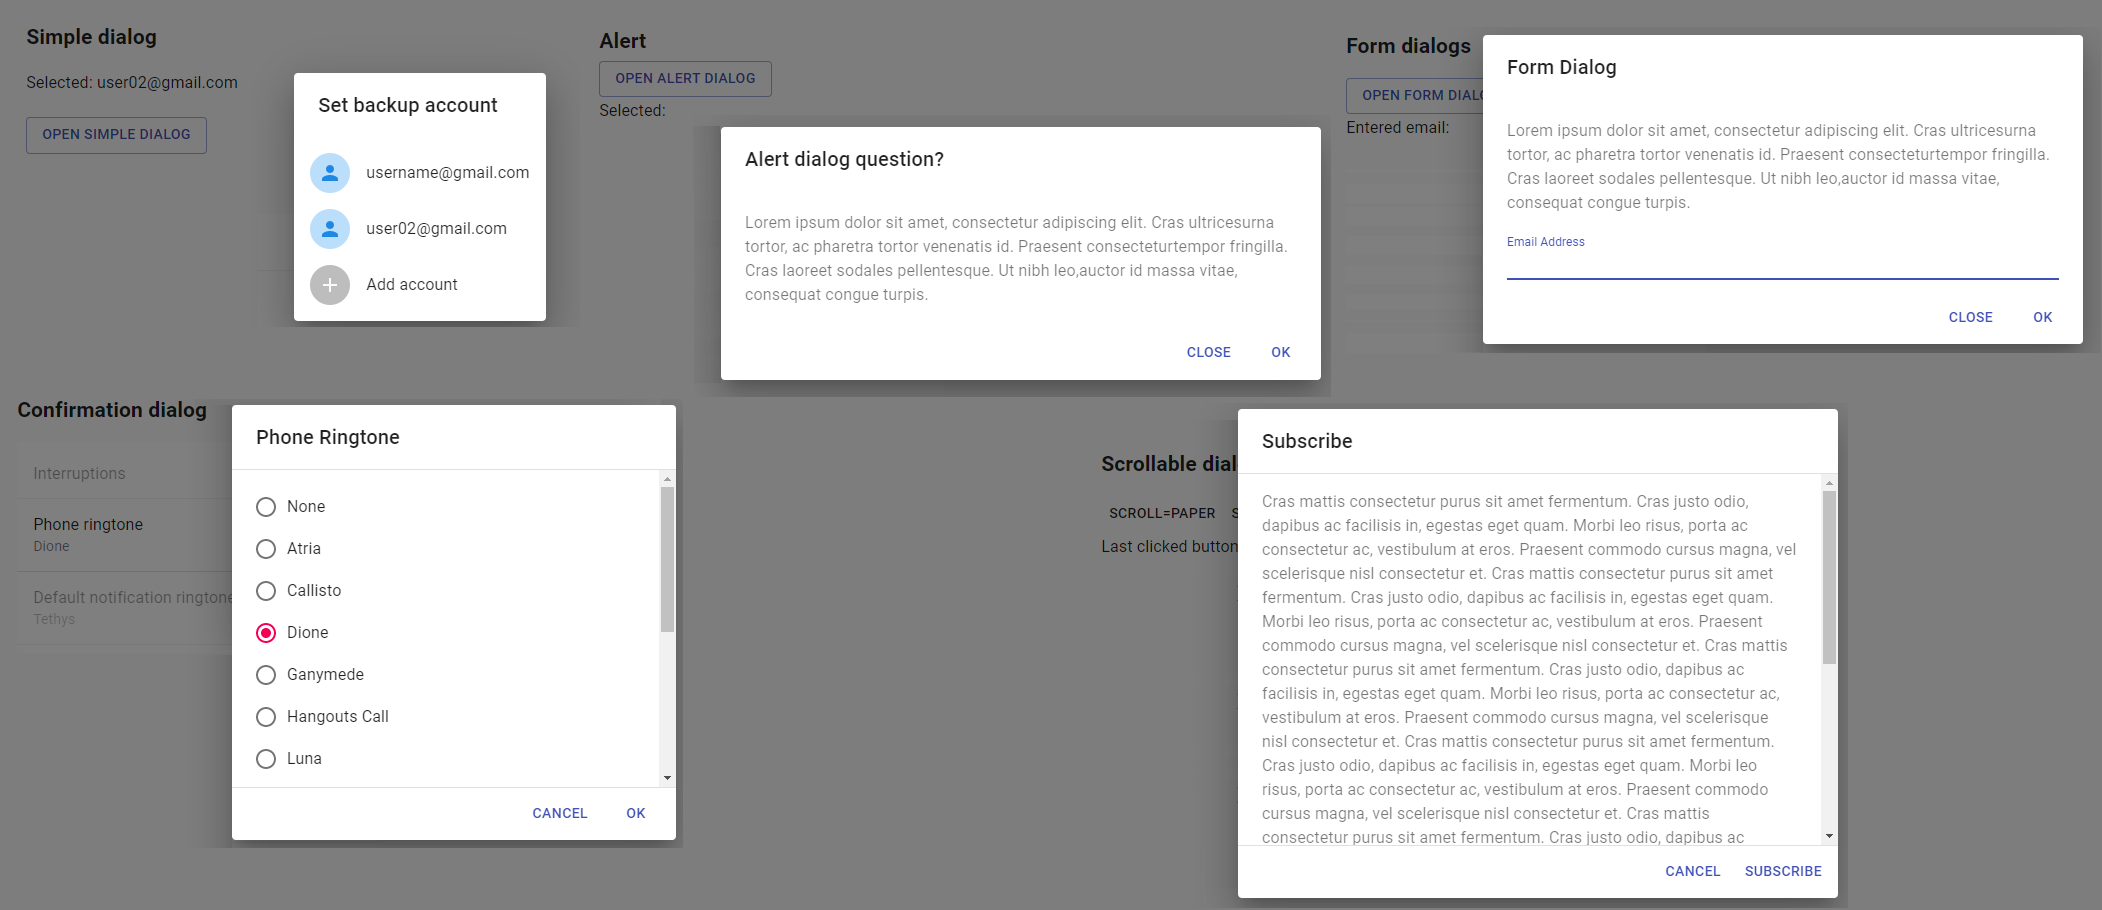 Simple dialog
Selected: user02@gmail.com
OPEN SIMPLE DIALOG
Set backup account
username@gmail.com
user02@gmail.com
Add account
Alert
OPEN ALERT DIALOG
Selected:
Alert dialog question?
Lorem ipsum dolor sit amet, consectetur adipiscing elit. Cras ultricesurna
tortor, ac pharetra tortor venenatis id. Praesent consecteturtempor fringilla.
Cras laoreet sodales pellentesque. Ut nibh leo,auctor id massa vitae,
consequat congue turpis.
CLOSE OK
Form dialogs
OPEN FORM DIALO
Entered email:
Form Dialog
Lorem ipsum dolor sit amet, consectetur adipiscing elit. Cras ultricesurna
tortor, ac pharetra tortor venenatis id. Praesent consecteturtempor fringilla.
Cras laoreet sodales pellentesque. Ut nibh leo,auctor id massa vitae,
consequat congue turpis.
Email Address
CLOSE OK
Confirmation dialog
Interruptions
Phone ringtone
Dione
Default notification ringtone
Tethys
Phone Ringtone
None
Atria
Callisto
Dione
Ganymede
Hangouts Call
Luna
CANCEL OK
Scrollable dial
SCROLL=PAPER S
Last clicked button
Subscribe
Cras mattis consectetur purus sit amet fermentum. Cras justo odio,
dapibus ac facilisis in, egestas eget quam. Morbi leo risus, porta ac
consectetur ac, vestibulum at eros. Praesent commodo cursus magna, vel
scelerisque nisl consectetur et. Cras mattis consectetur purus sit amet
fermentum. Cras justo odio, dapibus ac facilisis in, egestas eget quam.
Morbi leo risus, porta ac consectetur ac, vestibulum at eros. Praesent
commodo cursus magna, vel scelerisque nisl consectetur et. Cras mattis
consectetur purus sit amet fermentum. Cras justo odio, dapibus ac
facilisis in, egestas eget quam. Morbi leo risus, porta ac consectetur ac,
vestibulum at eros. Praesent commodo cursus magna, vel scelerisque
nisl consectetur et. Cras mattis consectetur purus sit amet fermentum.
Cras justo odio, dapibus ac facilisis in, egestas eget quam. Morbi leo
risus, porta ac consectetur ac, vestibulum at eros. Praesent commodo
cursus magna, vel scelerisque nisl consectetur et. Cras mattis
consectetur purus sit amet fermentum. Cras justo odio, dapibus ac
CANCEL SUBSCRIBE